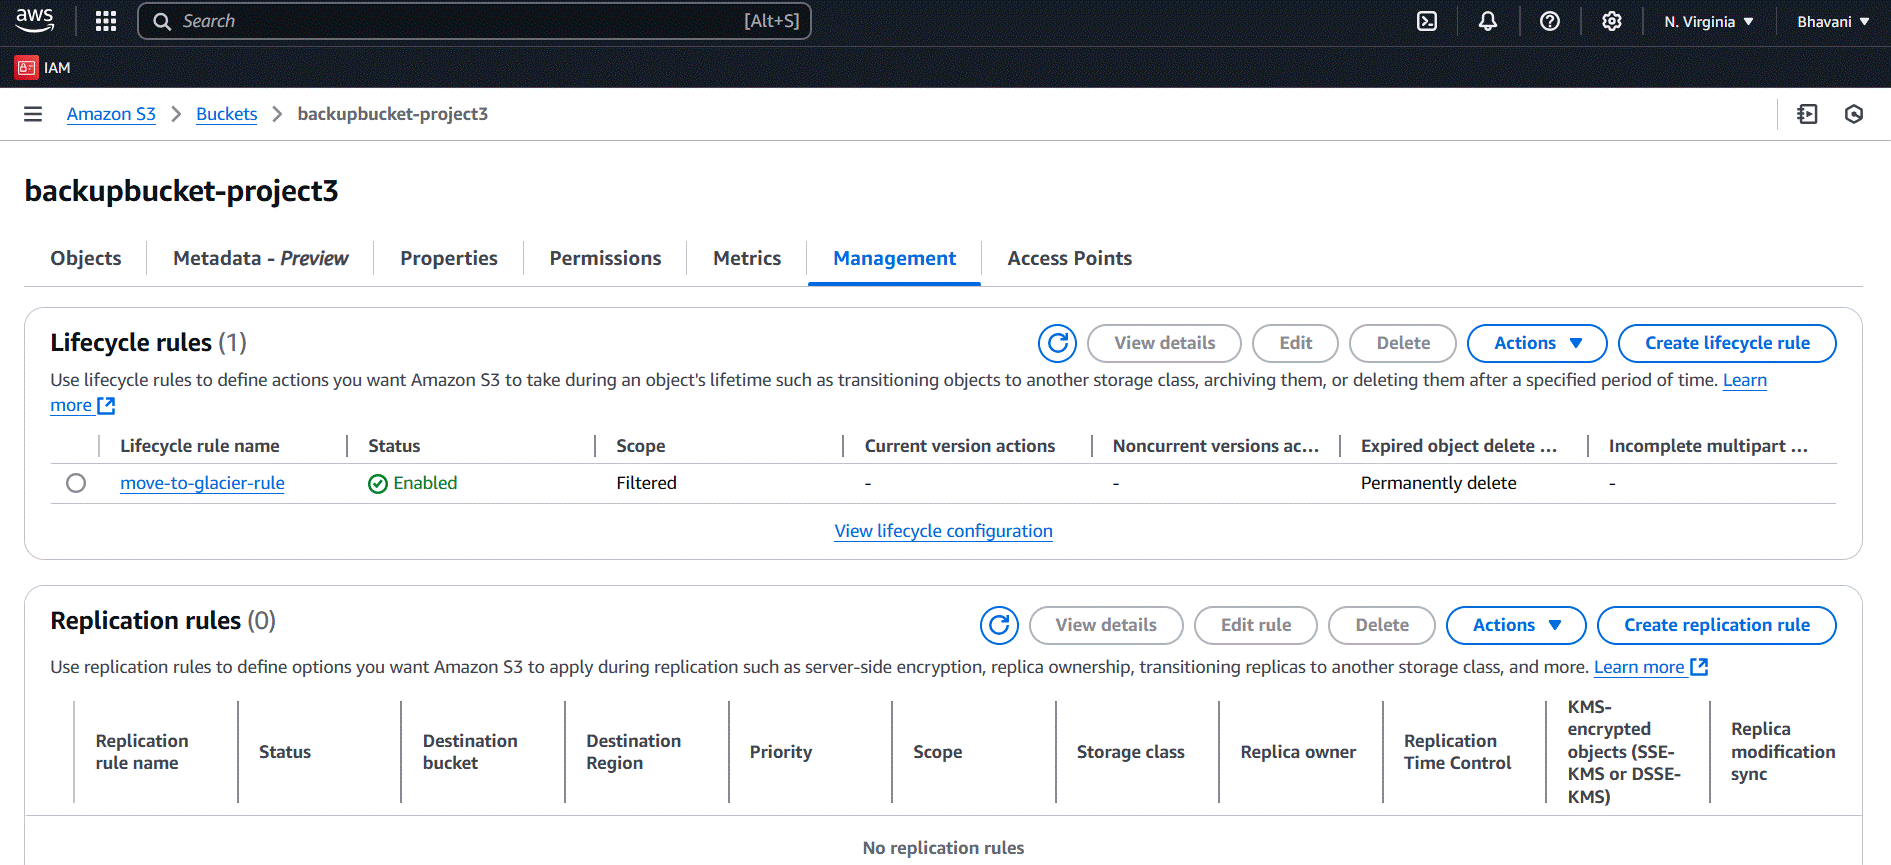 aws
Search [Alt+S] N. Virginia Bhavani
IAM
Amazon S3 Buckets backupbucket-project3
backupbucket-project3
Objects Metadata - Preview Properties Permissions Metrics Management Access Points
Lifecycle rules (1) View details Edit Delete Actions Create lifecycle rule
Use lifecycle rules to define actions you want Amazon S3 to take during an object's lifetime such as transitioning objects to another storage class, archiving them, or deleting them after a specified period of time. Learn
more
Lifecycle rule name Status Scope Current version actions Noncurrent versions ac... Expired object delete ... Incomplete multipart ...
move-to-glacier-rule Enabled Filtered - - Permanently delete -
View lifecycle configuration
Replication rules (0) View details Edit rule Delete Actions Create replication rule
Use replication rules to define options you want Amazon S3 to apply during replication such as server-side encryption, replica ownership, transitioning replicas to another storage class, and more. Learn more
Replication
rule name
Status
Destination
bucket
Destination
Region
Priority
Scope
Storage class
Replica owner
Replication
Time Control
KMS-
encrypted
objects (SSE-
KMS or DSSE-
KMS)
Replica
modification
sync
No replication rules